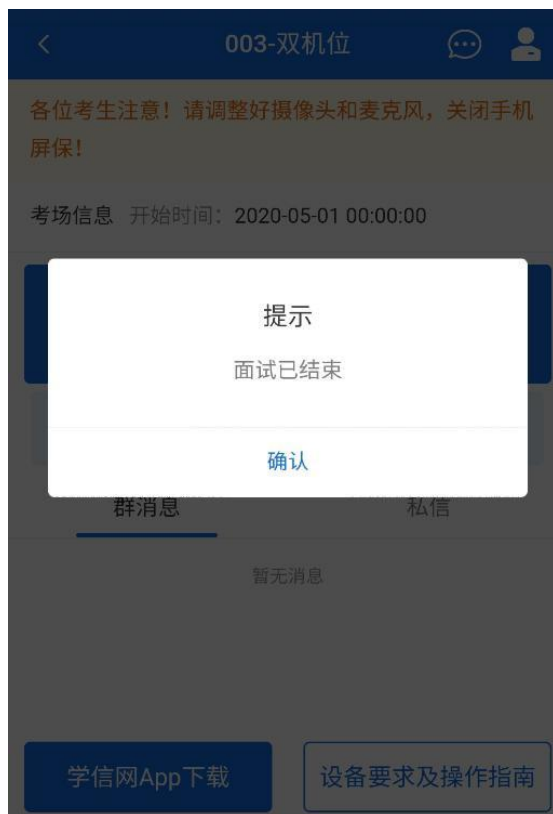 003-双机位
各位考生注意！请调整好摄像头和麦克风，关闭手机
屏保！
考场信息 开始时间：2020-05-01 00:00:00
提示
面试已结束
确认
群消息 私信
暂无消息
学信网App下载 设备要求及操作指南